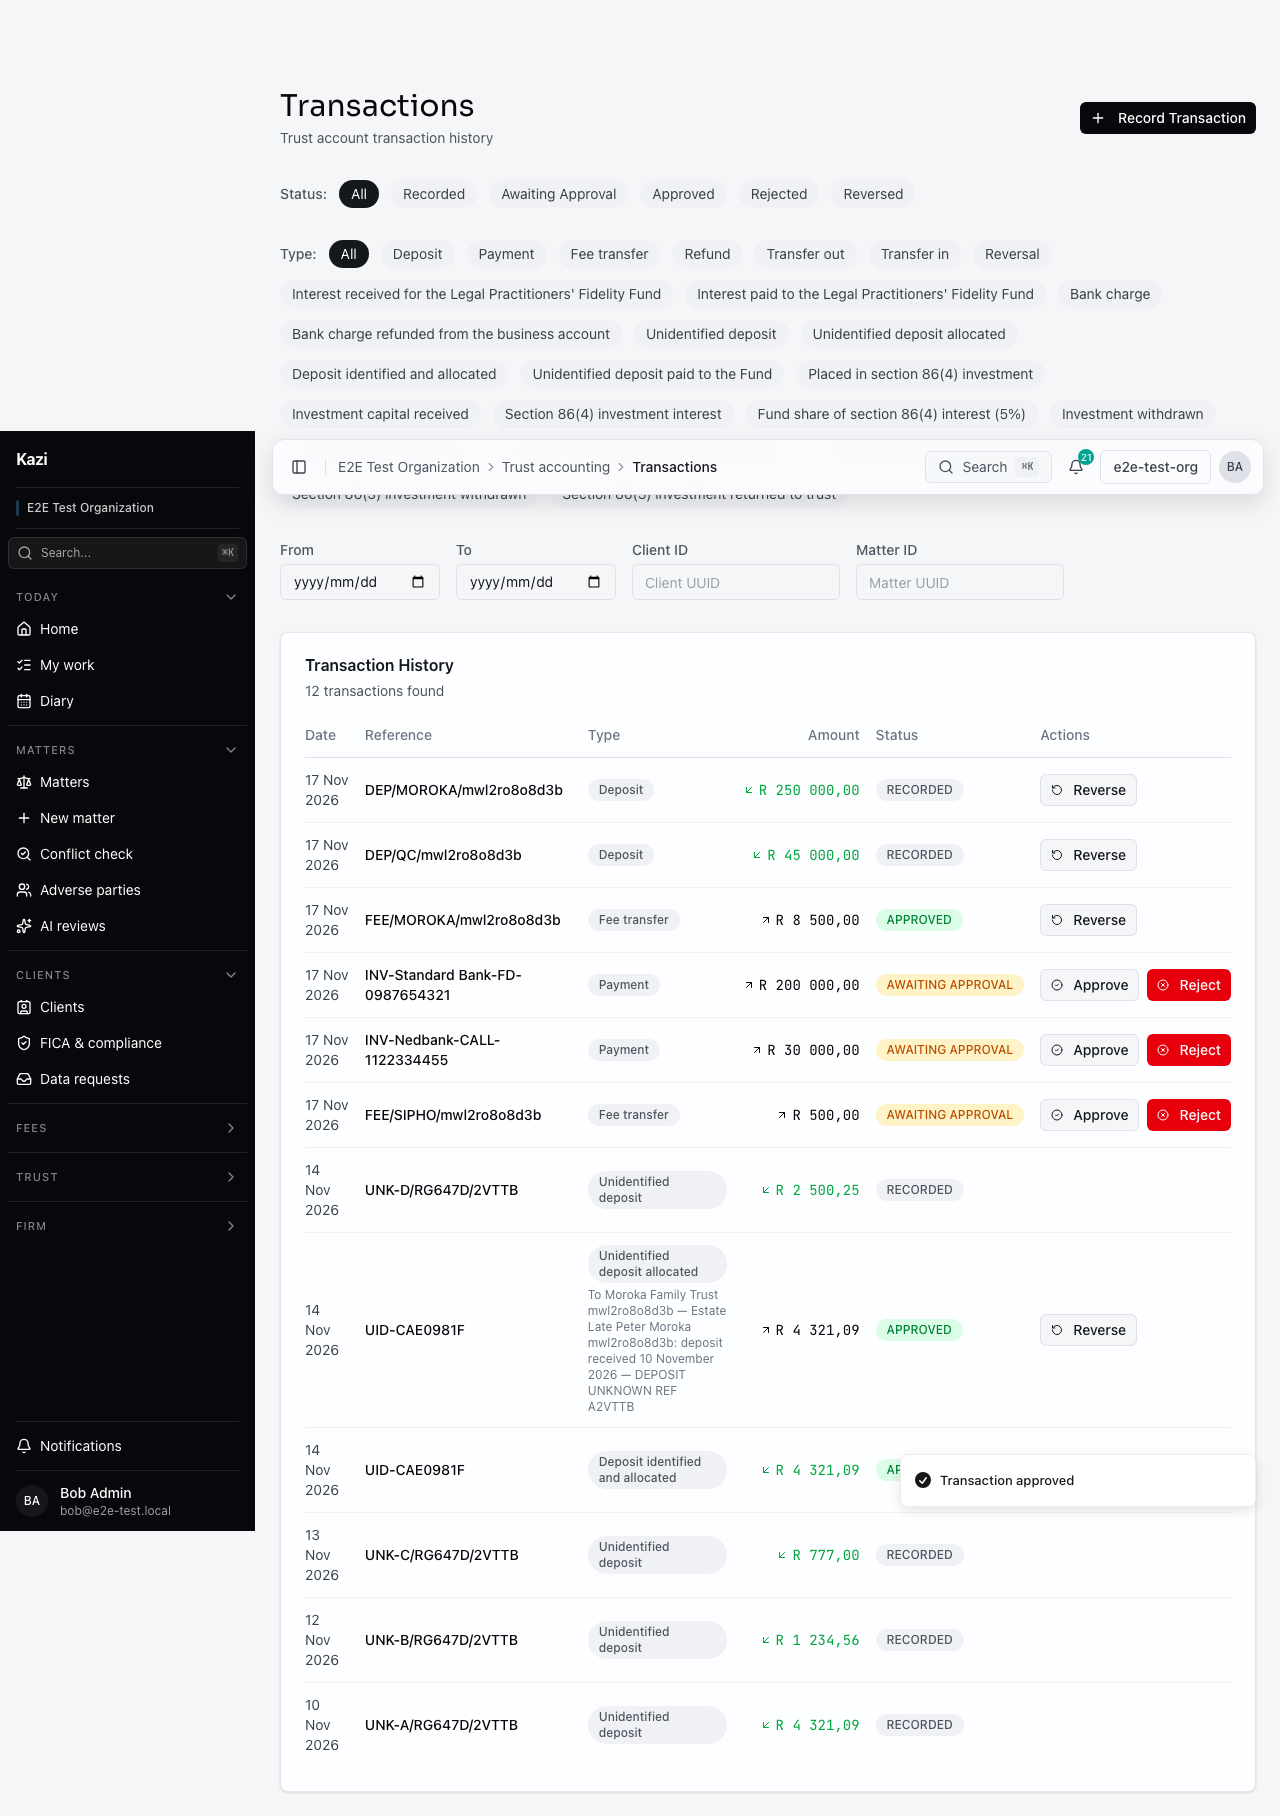 Transactions
Trust account transaction history
Record Transaction
Status: All Recorded Awaiting Approval Approved Rejected Reversed
Type: All Deposit Payment Fee transfer Refund Transfer out Transfer in Reversal
Interest received for the Legal Practitioners' Fidelity Fund Interest paid to the Legal Practitioners' Fidelity Fund Bank charge
Bank charge refunded from the business account Unidentified deposit Unidentified deposit allocated
Deposit identified and allocated Unidentified deposit paid to the Fund Placed in section 86(4) investment
Investment capital received Section 86(4) investment interest Fund share of section 86(4) interest (5%) Investment withdrawn
E2E Test Organization Trust accounting Transactions
Search ⌘K 21 e2e-test-org BA
Section 86(3) investment withdrawn Section 86(3) investment returned to trust
Kazi
E2E Test Organization
Search... ⌘K
TODAY
Home
My work
Diary
MATTERS
Matters
New matter
Conflict check
Adverse parties
AI reviews
CLIENTS
Clients
FICA & compliance
Data requests
FEES
TRUST
FIRM
Notifications
BA Bob Admin
bob@e2e-test.local
From To Client ID Matter ID
yyyy/mm/dd yyyy/mm/dd Client UUID Matter UUID
Transaction History
12 transactions found
Date Reference Type Amount Status Actions
17 Nov
2026
DEP/MOROKA/mwl2ro8o8d3b Deposit R 250 000,00 RECORDED Reverse
17 Nov
2026
DEP/QC/mwl2ro8o8d3b Deposit R 45 000,00 RECORDED Reverse
17 Nov
2026
FEE/MOROKA/mwl2ro8o8d3b Fee transfer R 8 500,00 APPROVED Reverse
17 Nov
2026
INV-Standard Bank-FD-
0987654321
Payment R 200 000,00 AWAITING APPROVAL Approve Reject
17 Nov
2026
INV-Nedbank-CALL-
1122334455
Payment R 30 000,00 AWAITING APPROVAL Approve Reject
17 Nov
2026
FEE/SIPHO/mwl2ro8o8d3b Fee transfer R 500,00 AWAITING APPROVAL Approve Reject
14
Nov
2026
UNK-D/RG647D/2VTTB
Unidentified
deposit
R 2 500,25 RECORDED
14
Nov
2026
UID-CAE0981F
Unidentified
deposit allocated
To Moroka Family Trust
mwl2ro8o8d3b — Estate
Late Peter Moroka
mwl2ro8o8d3b: deposit
received 10 November
2026 — DEPOSIT
UNKNOWN REF
A2VTTB
R 4 321,09 APPROVED Reverse
14
Nov
2026
UID-CAE0981F
Deposit identified
and allocated
R 4 321,09
Transaction approved
13
Nov
2026
UNK-C/RG647D/2VTTB
Unidentified
deposit
R 777,00 RECORDED
12
Nov
2026
UNK-B/RG647D/2VTTB
Unidentified
deposit
R 1 234,56 RECORDED
10
Nov
2026
UNK-A/RG647D/2VTTB
Unidentified
deposit
R 4 321,09 RECORDED